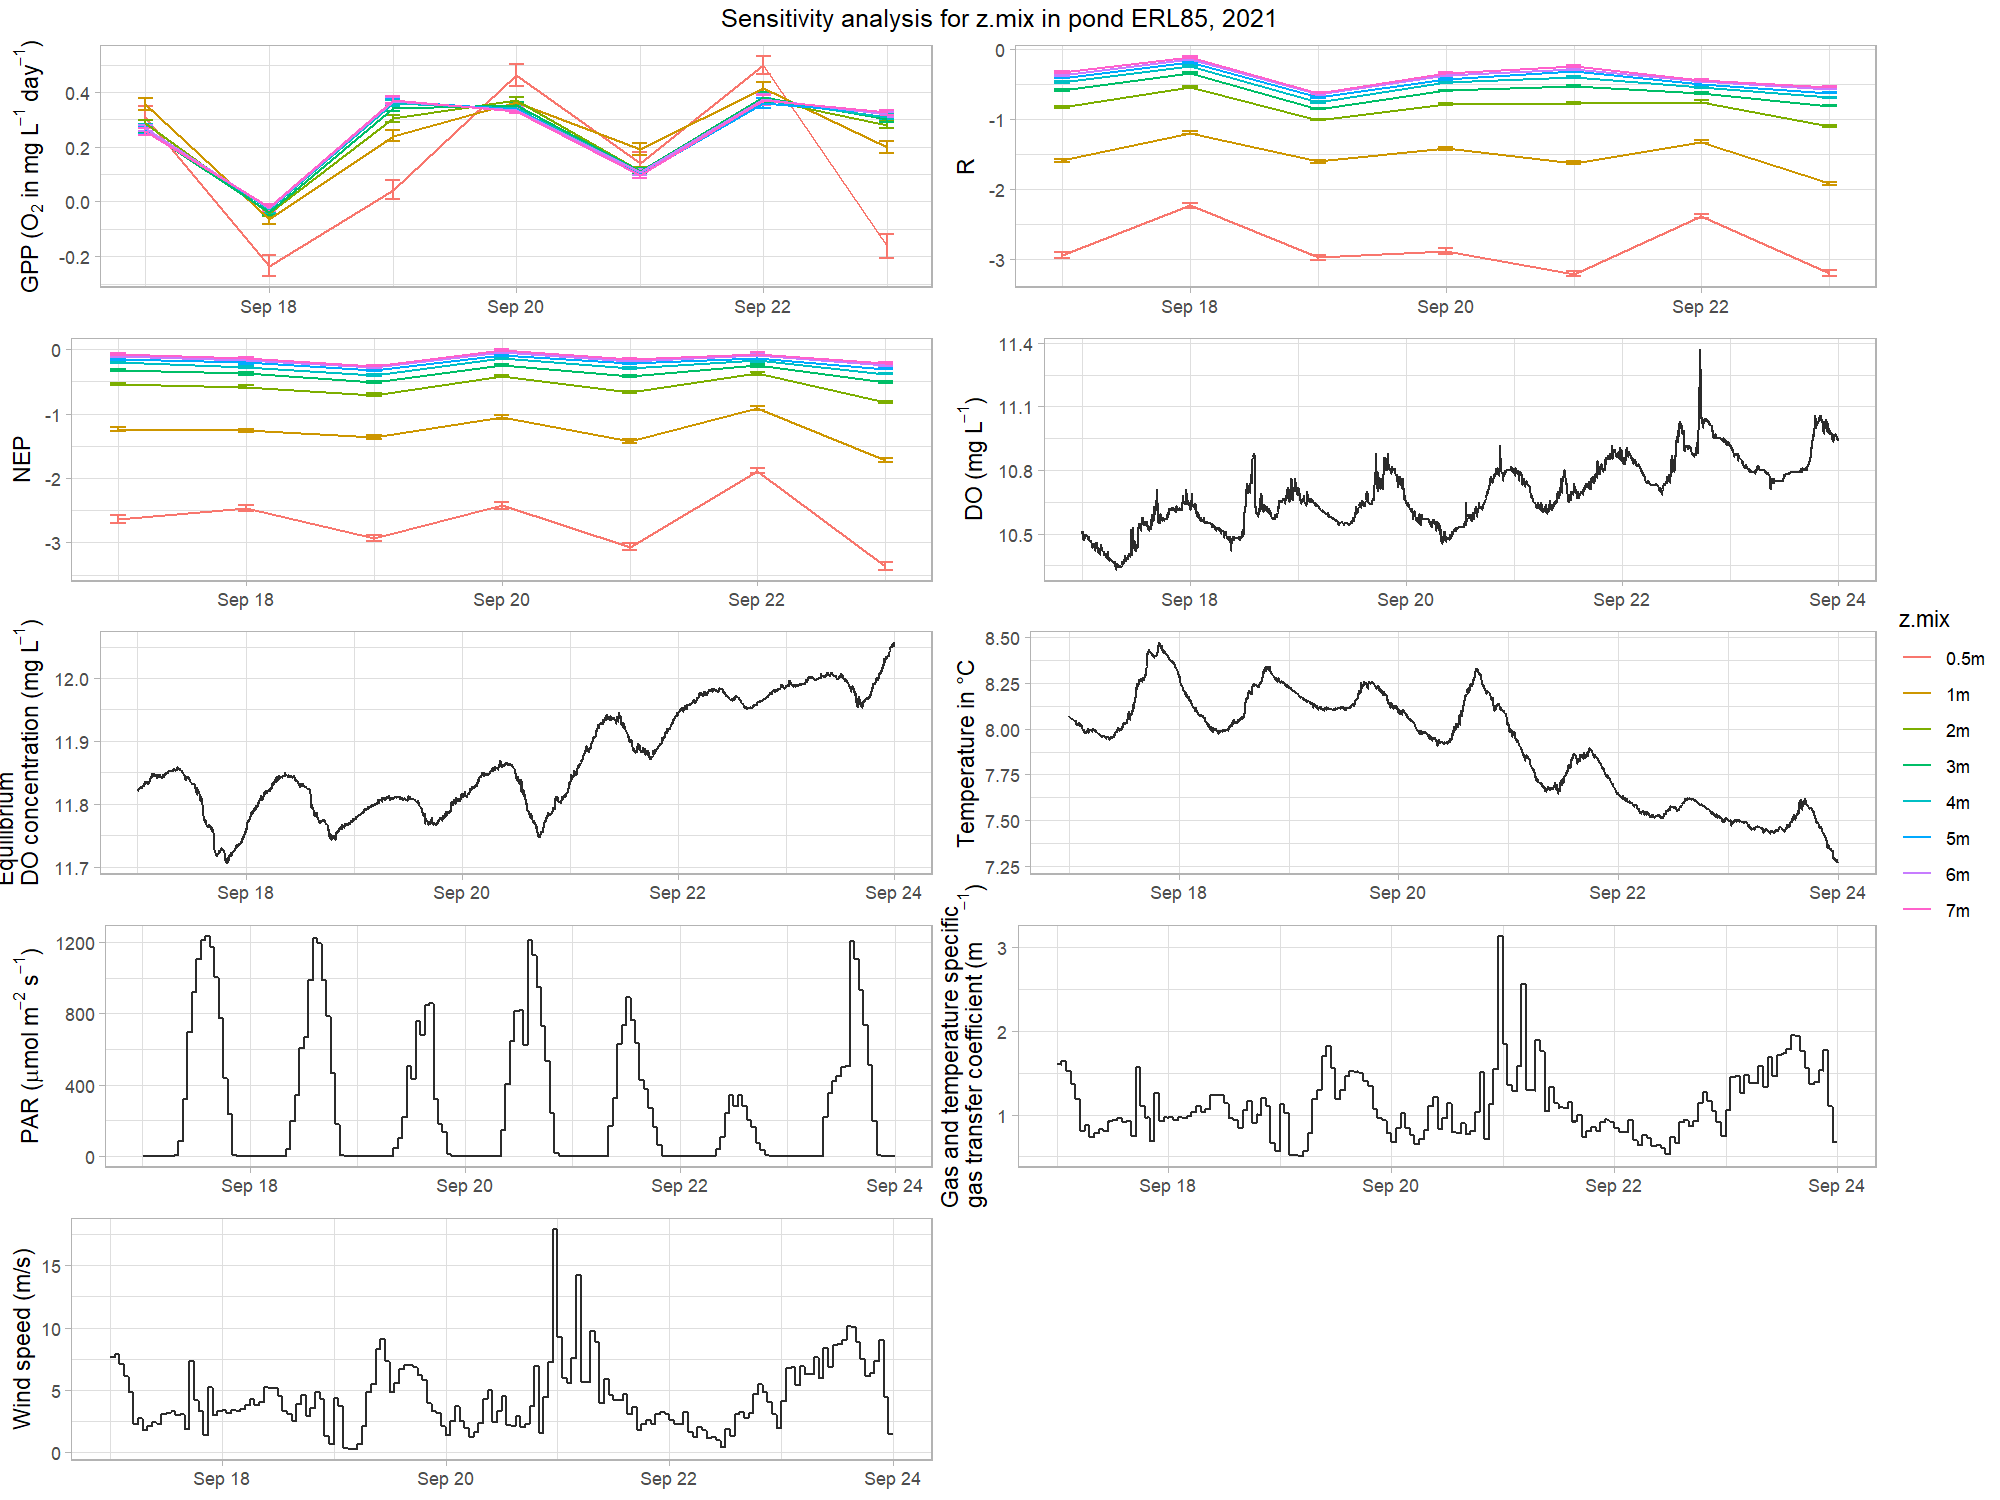 Sensitivity analysis for z.mix in pond ERL85, 2021
GPP (O₂ in mg L⁻¹ day⁻¹)
0.4
0.2
0.0
-0.2
Sep 18 Sep 20 Sep 22
R
0
-1
-2
-3
Sep 18 Sep 20 Sep 22
NEP
0
-1
-2
-3
Sep 18 Sep 20 Sep 22
DO (mg L⁻¹)
11.4
11.1
10.8
10.5
Sep 18 Sep 20 Sep 22 Sep 24
Equilibrium
DO concentration (mg L⁻¹)
12.0
11.9
11.8
11.7
Sep 18 Sep 20 Sep 22 Sep 24
Temperature in °C
8.50
8.25
8.00
7.75
7.50
7.25
Sep 18 Sep 20 Sep 22 Sep 24
z.mix
0.5m
1m
2m
3m
4m
5m
6m
7m
PAR (μmol m⁻² s⁻¹)
1200
800
400
0
Sep 18 Sep 20 Sep 22 Sep 24
Gas and temperature specific
gas transfer coefficient (m⁻¹)
3
2
1
Sep 18 Sep 20 Sep 22 Sep 24
Wind speed (m/s)
15
10
5
0
Sep 18 Sep 20 Sep 22 Sep 24